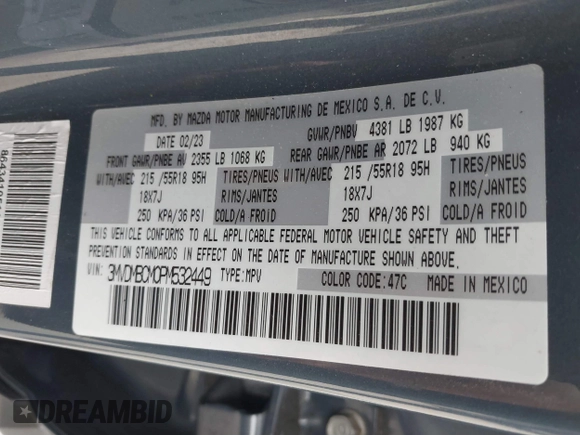 MFD. BY MAZDA MOTOR MANUFACTURING DE MEXICO S.A. DE C.V.
DATE 02/23 GVWR/PNBV 4381 LB 1987 KG
FRONT GAWR/PNBE AV 2355 LB 1068 KG REAR GAWR/PNBE AR 2072 LB 940 KG
WITH/AVEC 215 /55R18 95H TIRES/PNEUS WITH/AVEC 215 /55R18 95H TIRES/PNEUS
18X7J RIMS/JANTES 18X7J RIMS/JANTES
250 KPA/36 PSI COLD/A FROID 250 KPA/36 PSI COLD/A FROID
THIS VEHICLE CONFORMS TO ALL APPLICABLE FEDERAL MOTOR VEHICLE SAFETY AND THEFT
PREVENTION STANDARDS IN EFFECT ON THE DATE OF MANUFACTURE SHOWN ABOVE.
VIN: 3MVDMBCM0PM532449 TYPE:MPV COLOR CODE:47C MADE IN MEXICO
DREAMBID